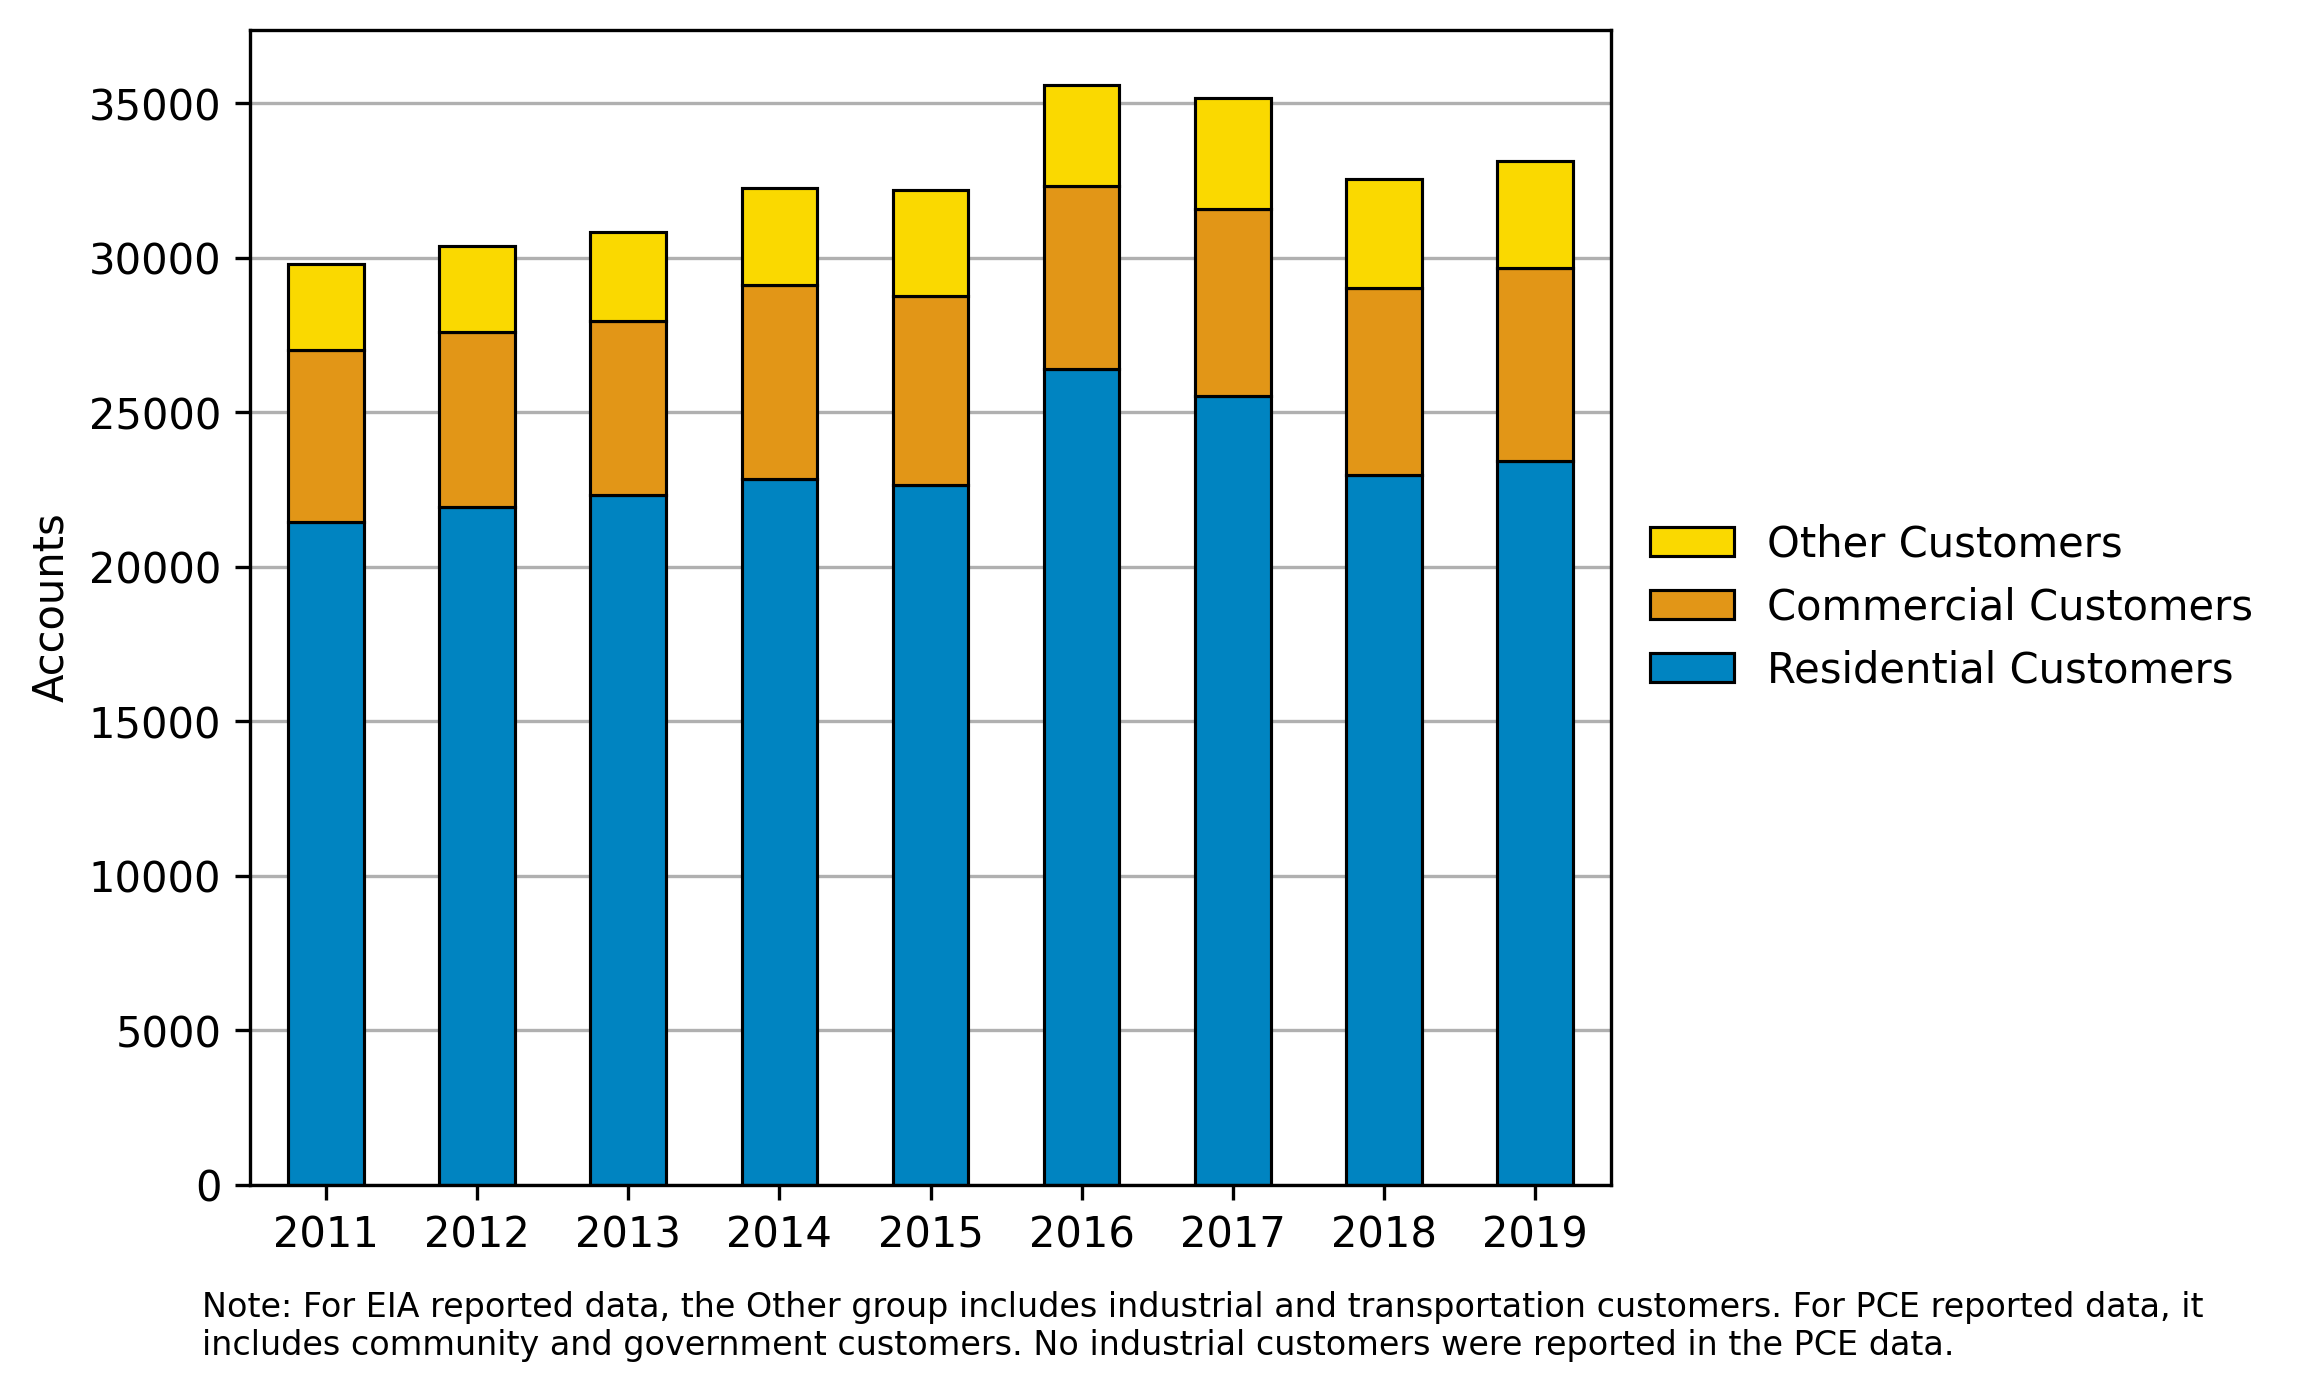 35000
30000
25000
20000
15000
10000
5000
0
Accounts
2011 2012 2013 2014 2015 2016 2017 2018 2019
Other Customers
Commercial Customers
Residential Customers
Note: For EIA reported data, the Other group includes industrial and transportation customers. For PCE reported data, it
includes community and government customers. No industrial customers were reported in the PCE data.